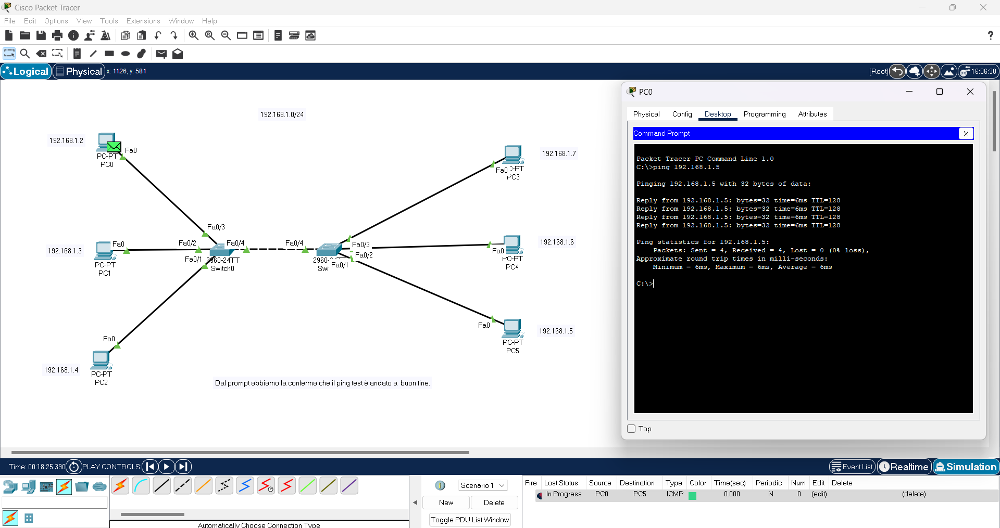 Cisco Packet Tracer
File Edit Options View Tools Extensions Window Help
?
Logical Physical x: 1126, y: 581 [Root] 16:06:30
192.168.1.0/24
192.168.1.2
Fa0
PC-PT
PC0
192.168.1.7
Fa0 -PT
PC3
Fa0/3
192.168.1.3
Fa0
PC-PT
PC1
Fa0/2
Fa0/4
Fa0/1
2960-24TT
Switch0
Fa0/4
Fa0/3
Fa0/2
2960-
Fa0/1
Swi
192.168.1.6
Fa0
PC-PT
PC4
Fa0
192.168.1.5
PC-PT
PC5
Fa0
192.168.1.4
PC-PT
PC2
Dal prompt abbiamo la conferma che il ping test è andato a buon fine.
PC0
Physical Config Desktop Programming Attributes
Command Prompt
X
Packet Tracer PC Command Line 1.0
C:\>ping 192.168.1.5
Pinging 192.168.1.5 with 32 bytes of data:
Reply from 192.168.1.5: bytes=32 time=6ms TTL=128
Reply from 192.168.1.5: bytes=32 time=6ms TTL=128
Reply from 192.168.1.5: bytes=32 time=6ms TTL=128
Reply from 192.168.1.5: bytes=32 time=6ms TTL=128
Ping statistics for 192.168.1.5:
Packets: Sent = 4, Received = 4, Lost = 0 (0% loss),
Approximate round trip times in milli-seconds:
Minimum = 6ms, Maximum = 6ms, Average = 6ms
C:\>
Top
Time: 00:18:25.390 PLAY CONTROLS: Event List Realtime Simulation
Automatically Choose Connection Type
1 Scenario 1
New Delete
Toggle PDU List Window
Fire Last Status Source Destination Type Color Time(sec) Periodic Num Edit Delete
In Progress PC0 PC5 ICMP 0.000 N 0 (edit) (delete)